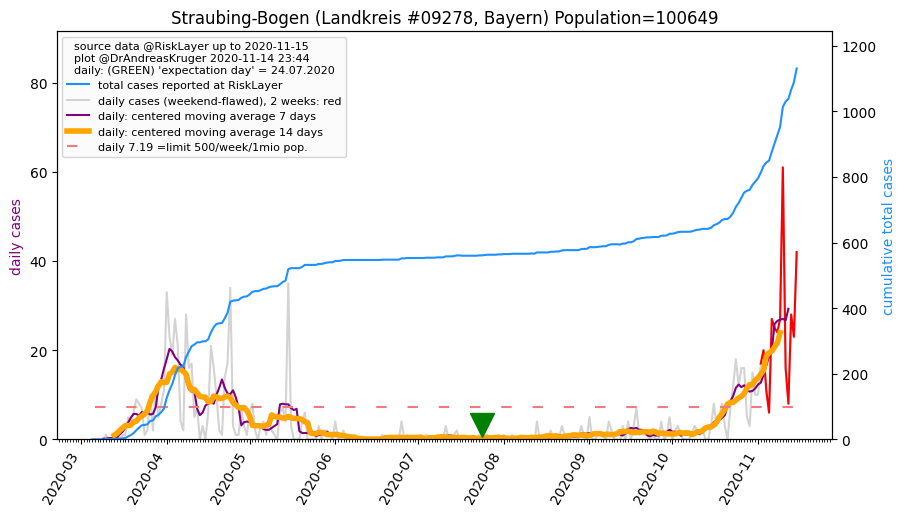 Straubing-Bogen (Landkreis #09278, Bayern) Population=100649
source data @RiskLayer up to 2020-11-15
plot @DrAndreasKruger 2020-11-14 23:44
daily: (GREEN) 'expectation day' = 24.07.2020
total cases reported at RiskLayer
daily cases (weekend-flawed), 2 weeks: red
daily: centered moving average 7 days
daily: centered moving average 14 days
daily 7.19 =limit 500/week/1mio pop.
daily cases
80
60
40
20
0
cumulative total cases
1200
1000
800
600
400
200
0
2020-03
2020-04
2020-05
2020-06
2020-07
2020-08
2020-09
2020-10
2020-11